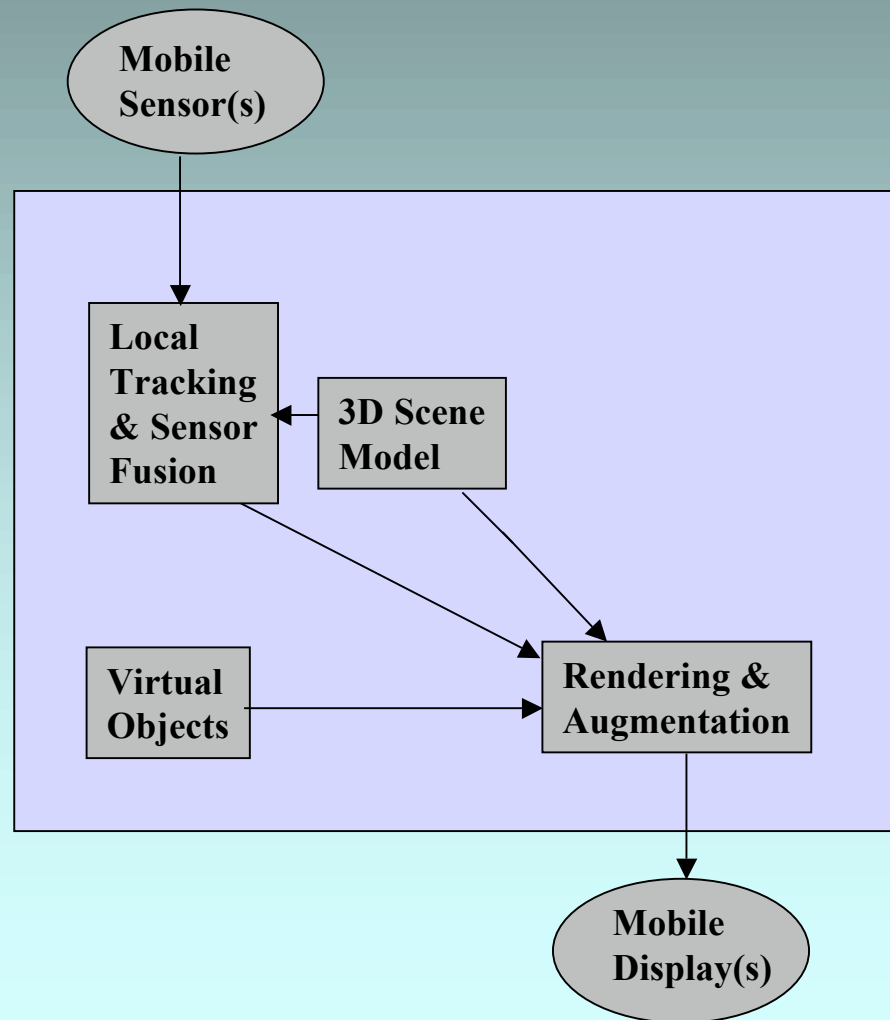 Mobile
Sensor(s)
Local
Tracking
& Sensor
Fusion
3D Scene
Model
Virtual
Objects
Rendering &
Augmentation
Mobile
Display(s)